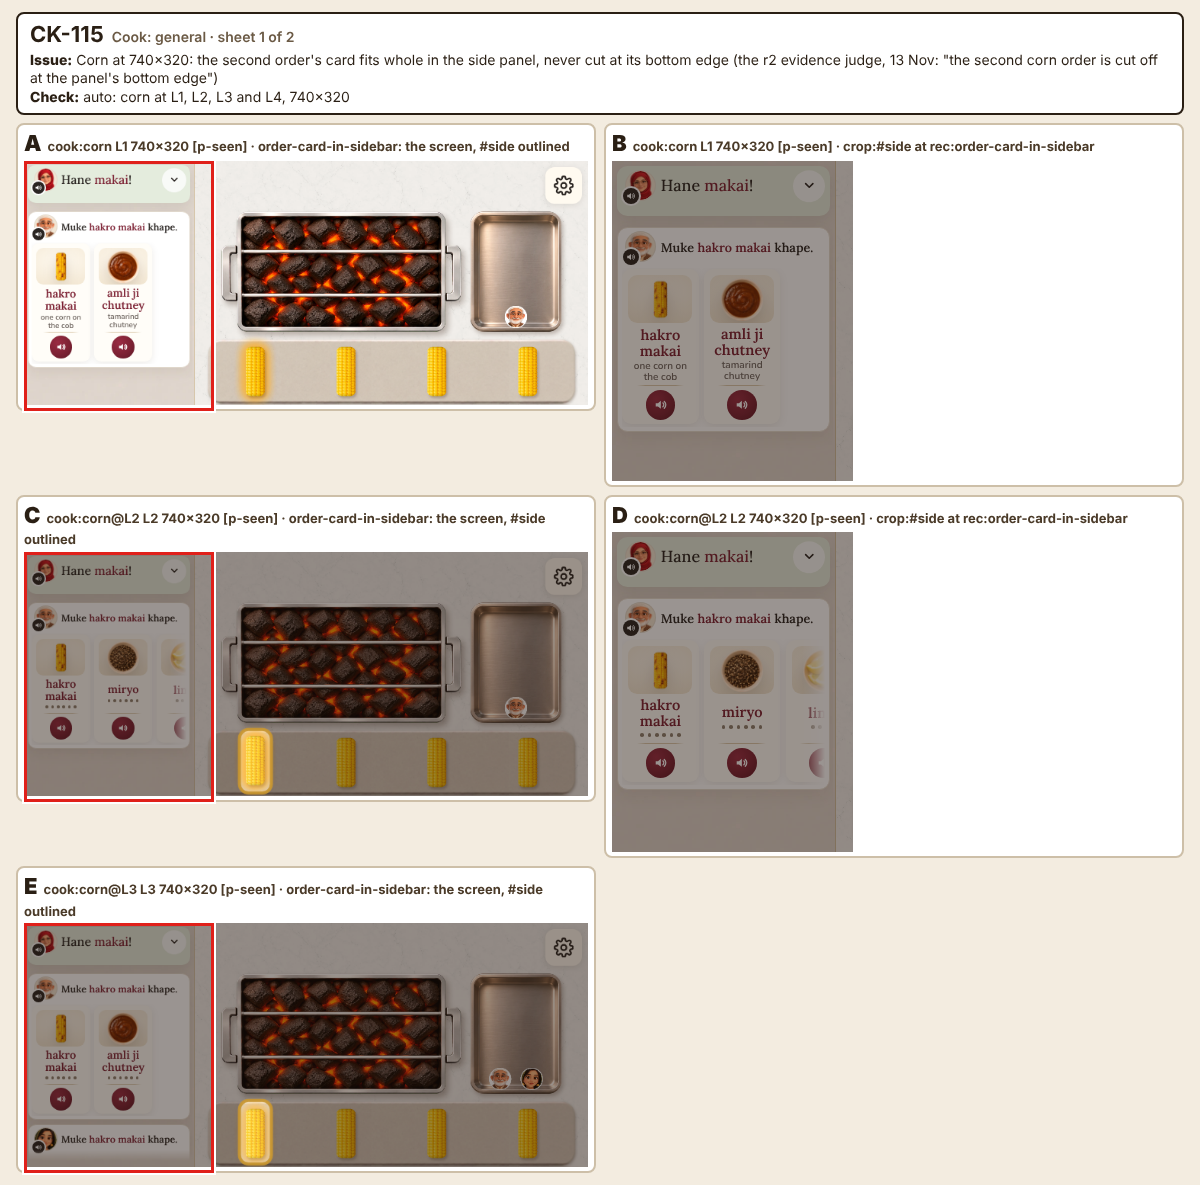 CK-115 Cook: general · sheet 1 of 2
Issue: Corn at 740×320: the second order's card fits whole in the side panel, never cut at its bottom edge (the r2 evidence judge, 13 Nov: "the second corn order is cut off
at the panel's bottom edge")
Check: auto: corn at L1, L2, L3 and L4, 740×320
A cook:corn L1 740×320 [p-seen] · order-card-in-sidebar: the screen, #side outlined
Hane makai!
Muke hakro makai khape.
hakro
makai
one corn on
the cob
amli ji
chutney
tamarind
chutney
B cook:corn L1 740×320 [p-seen] · crop:#side at rec:order-card-in-sidebar
Hane makai!
Muke hakro makai khape.
hakro
makai
one corn on
the cob
amli ji
chutney
tamarind
chutney
C cook:corn@L2 L2 740×320 [p-seen] · order-card-in-sidebar: the screen, #side
outlined
Hane makai!
Muke hakro makai khape.
hakro
makai
miryo
lin
D cook:corn@L2 L2 740×320 [p-seen] · crop:#side at rec:order-card-in-sidebar
Hane makai!
Muke hakro makai khape.
hakro
makai
miryo
lin
E cook:corn@L3 L3 740×320 [p-seen] · order-card-in-sidebar: the screen, #side
outlined
Hane makai!
Muke hakro makai khape.
hakro
makai
amli ji
chutney
Muke hakro makai khape.